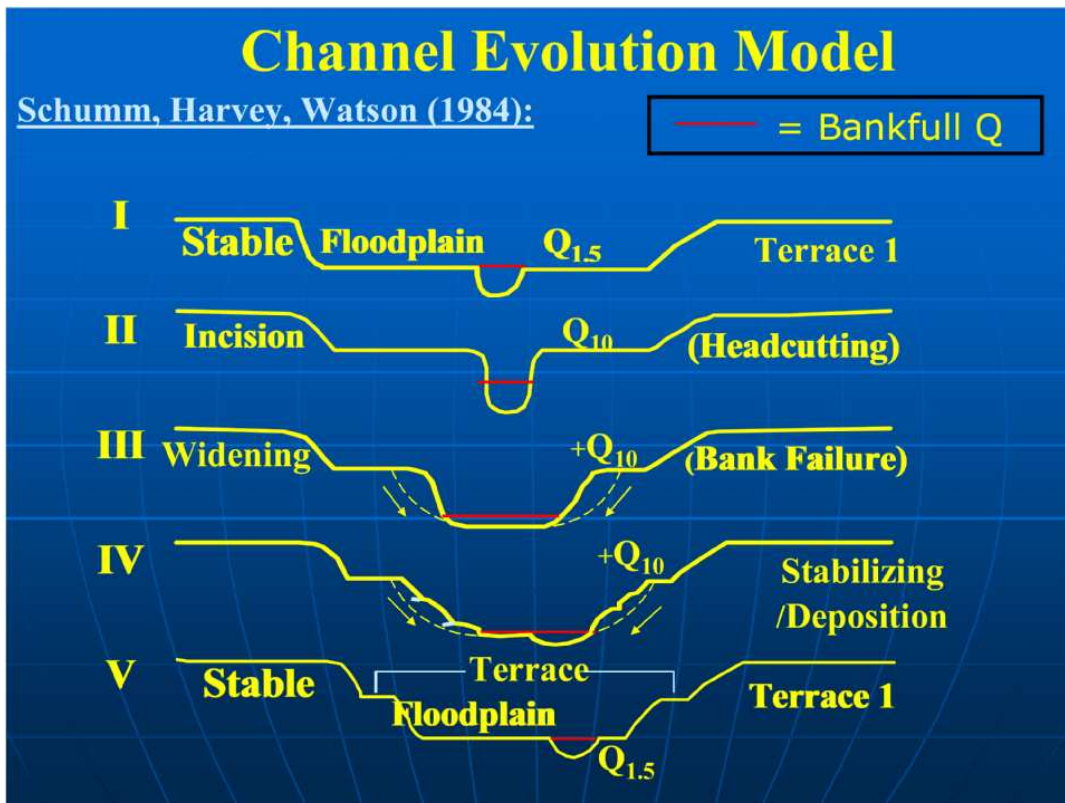 Channel Evolution Model
Schumm, Harvey, Watson (1984):
= Bankfull Q
I
Stable
Floodplain
Q1.5
Terrace 1
II
Incision
Q10
(Headcutting)
III
Widening
+Q10
(Bank Failure)
IV
+Q10
Stabilizing
/Deposition
V
Stable
Terrace
Floodplain
Q1.5
Terrace 1